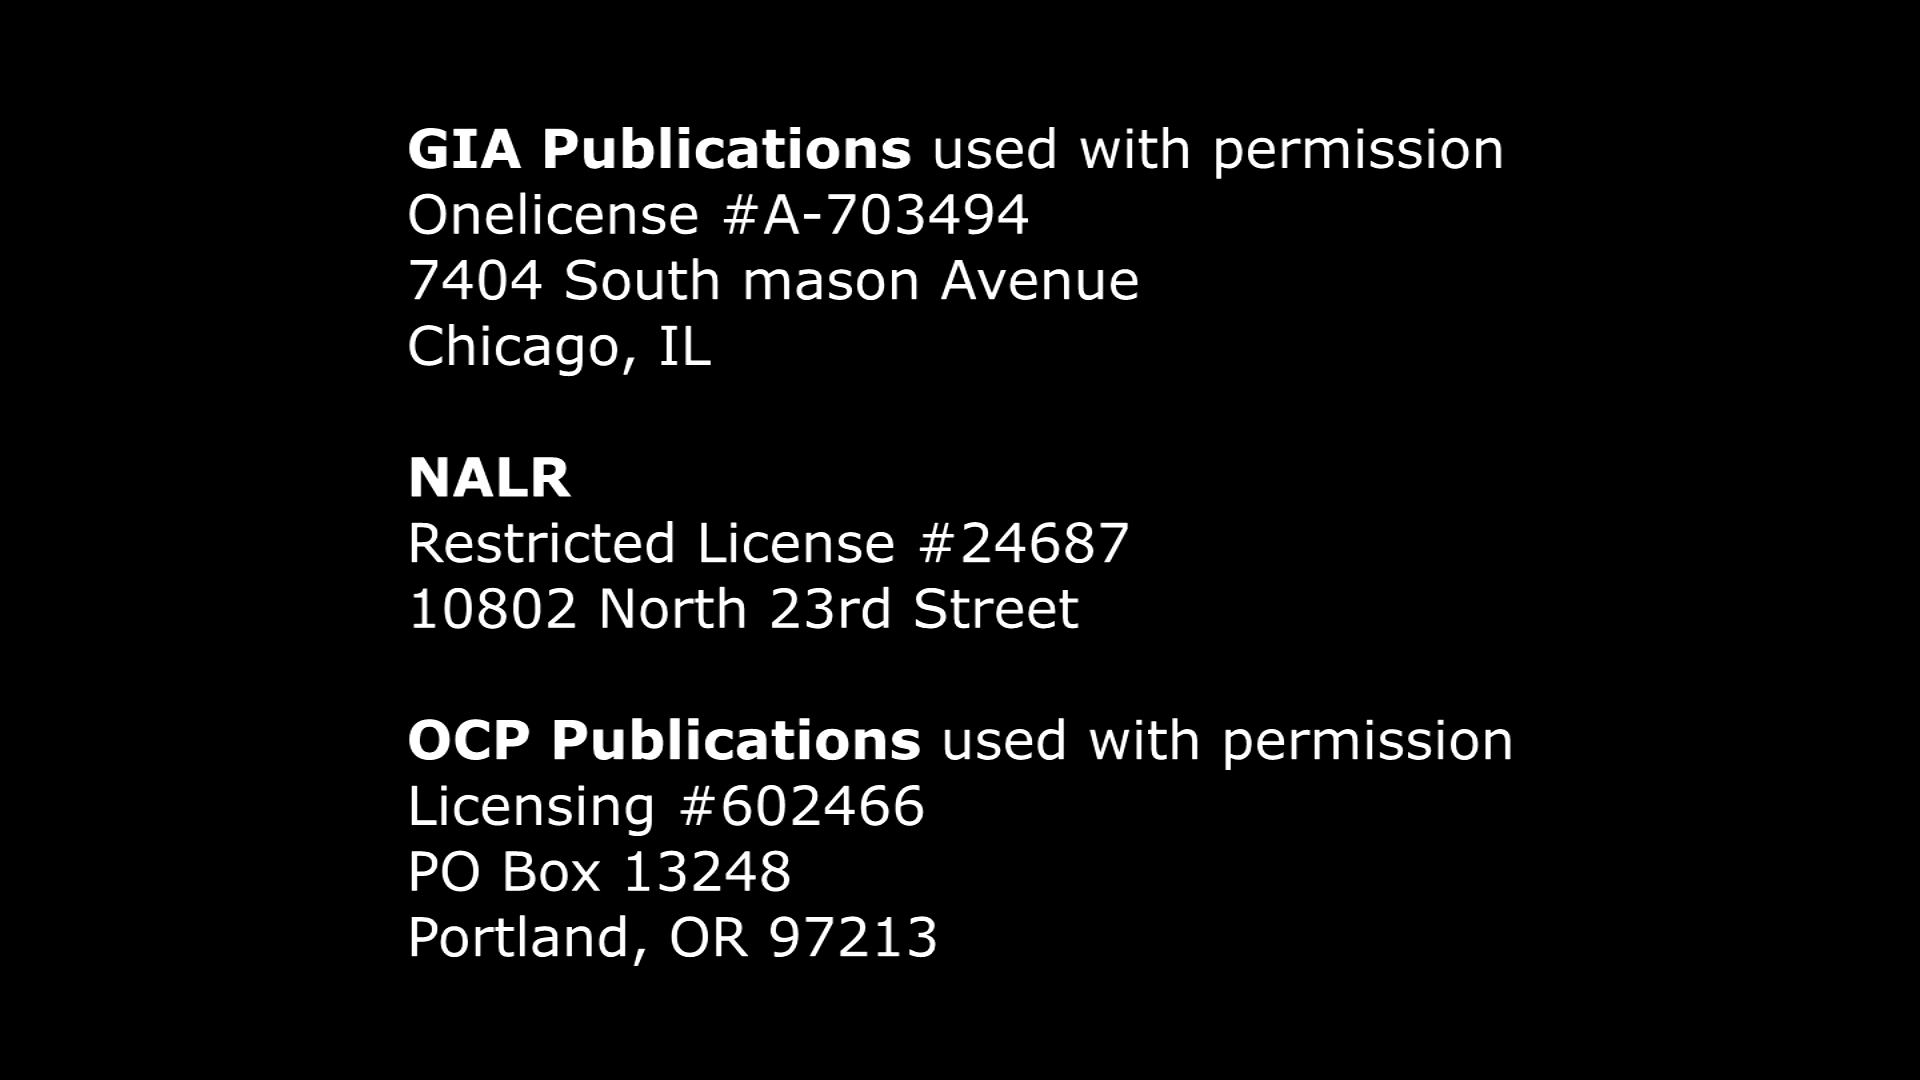 GIA Publications used with permission
Onelicense #A-703494
7404 South mason Avenue
Chicago, IL
NALR
Restricted License #24687
10802 North 23rd Street
OCP Publications used with permission
Licensing #602466
PO Box 13248
Portland, OR 97213